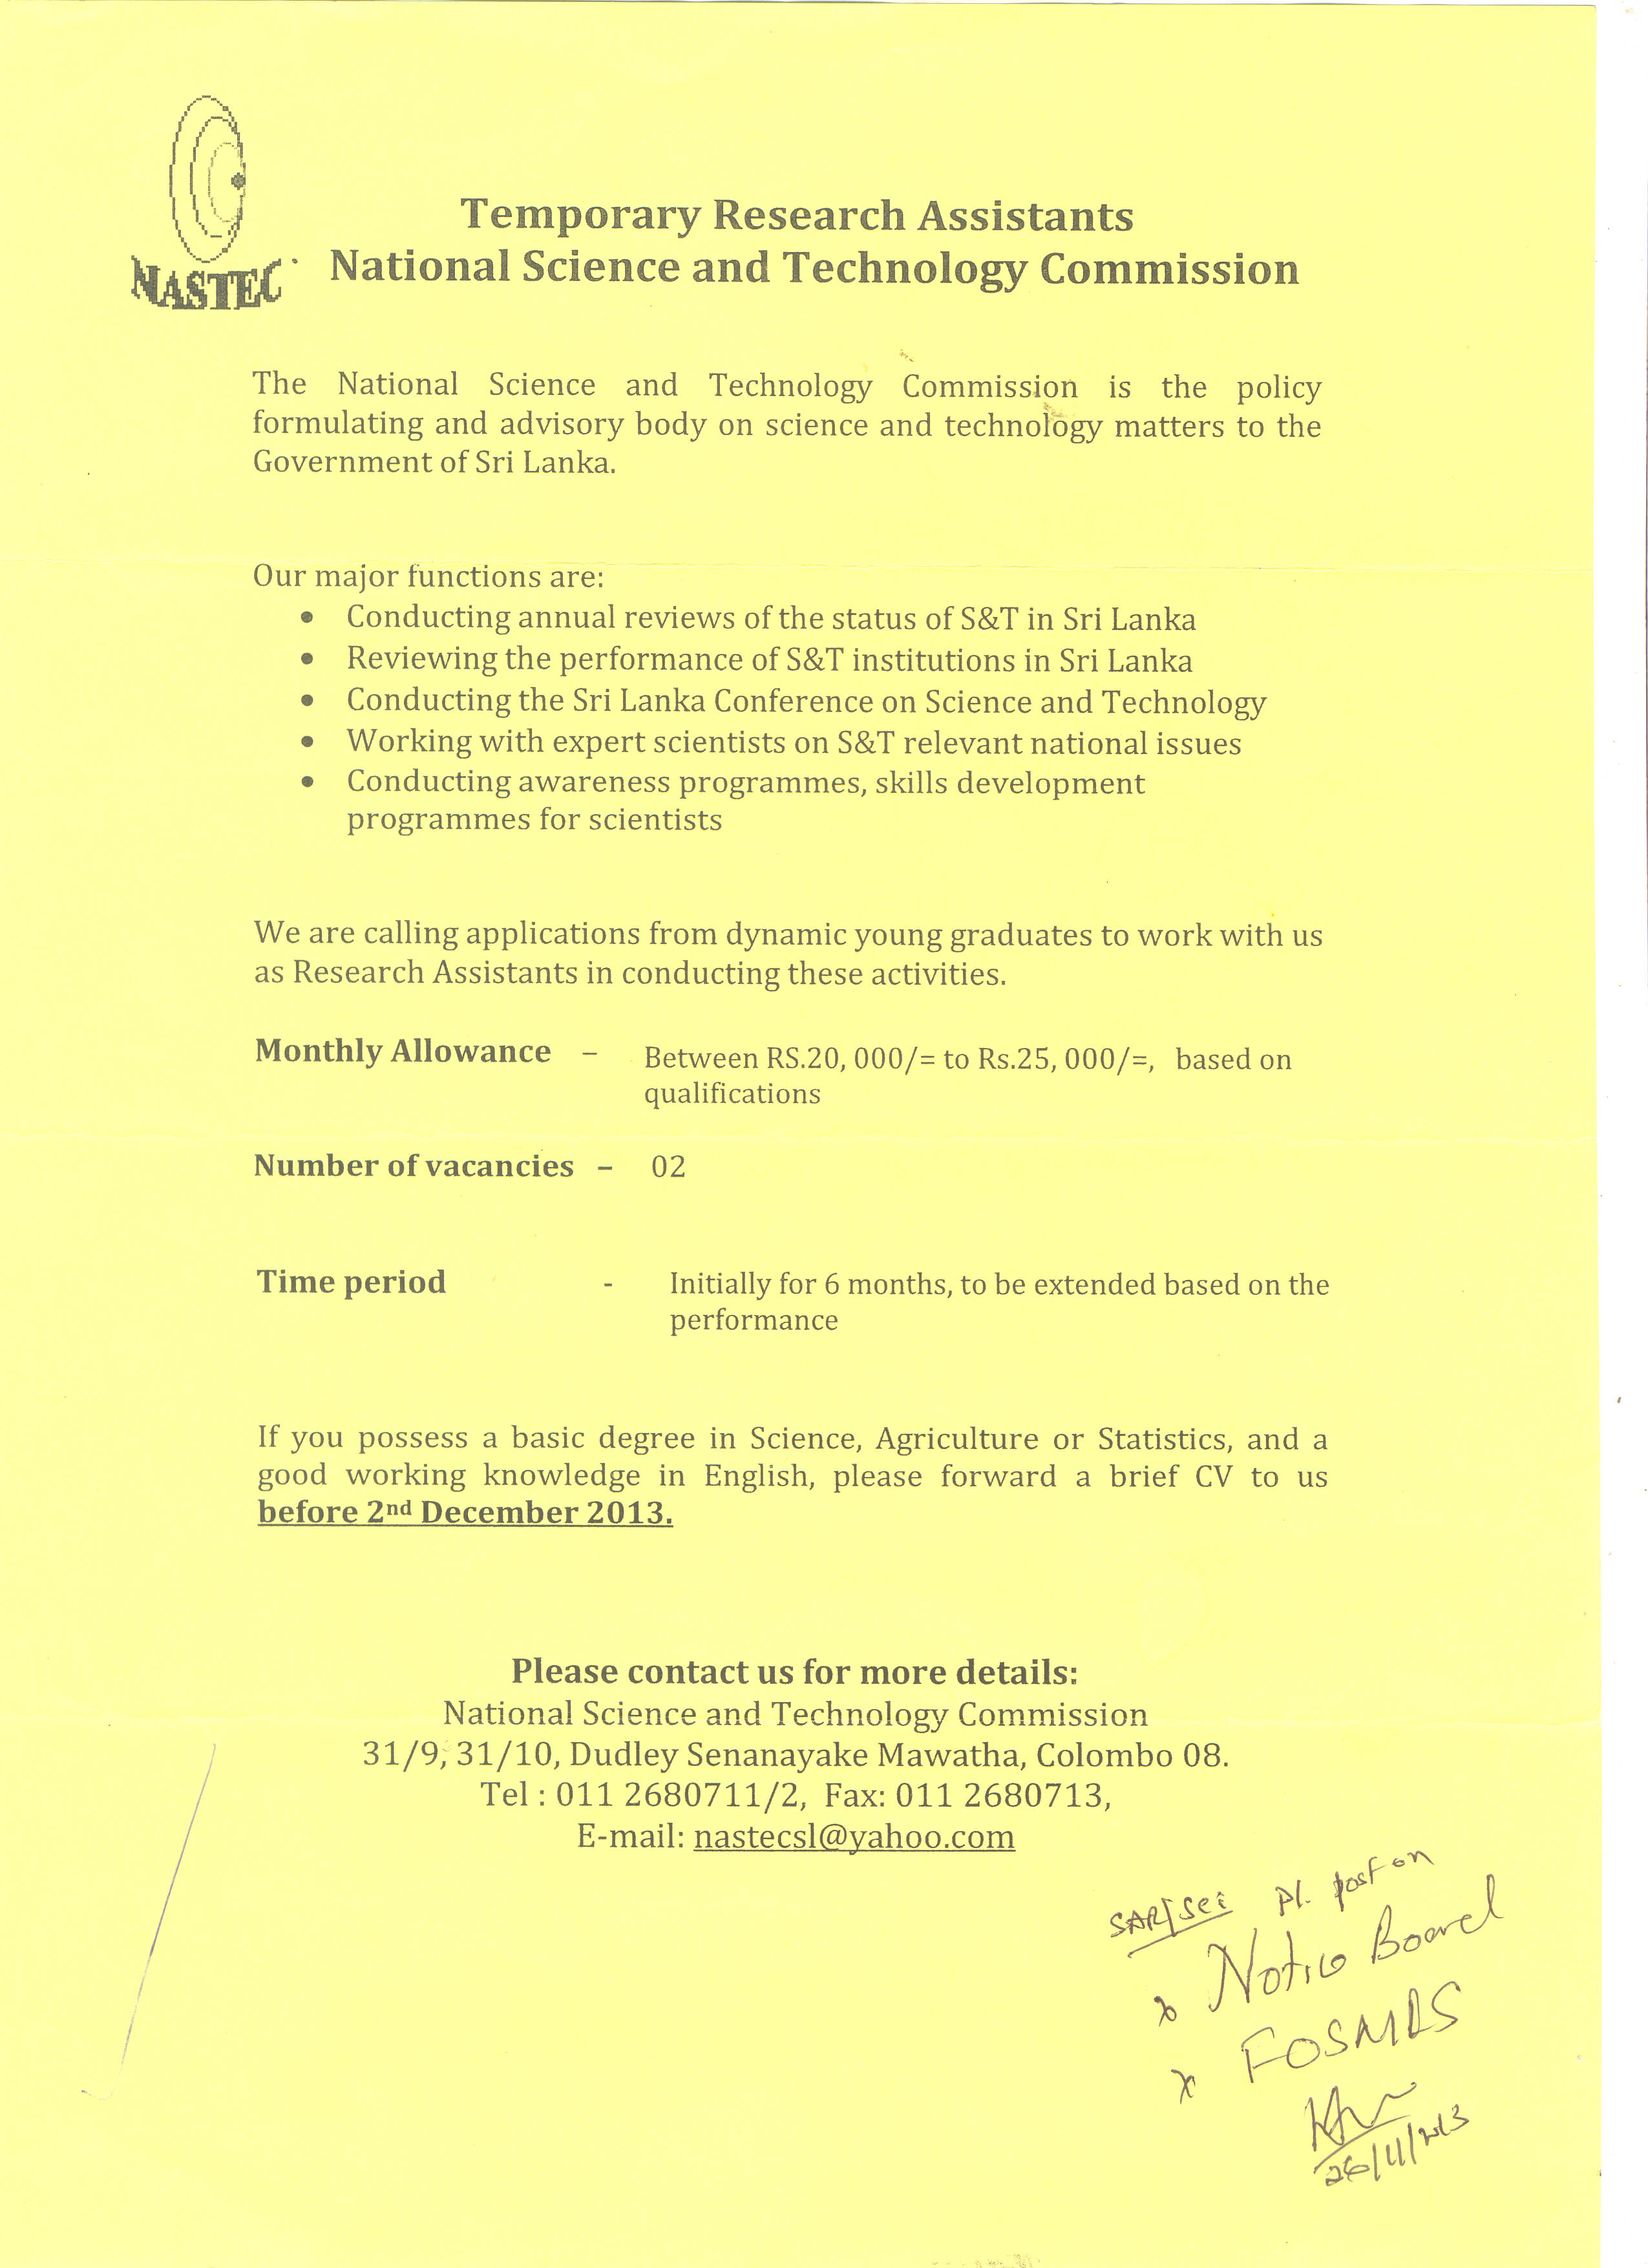 NASTEC
Temporary Research Assistants
National Science and Technology Commission
The National Science and Technology Commission is the policy
formulating and advisory body on science and technology matters to the
Government of Sri Lanka.
Our major functions are:
• Conducting annual reviews of the status of S&T in Sri Lanka
• Reviewing the performance of S&T institutions in Sri Lanka
• Conducting the Sri Lanka Conference on Science and Technology
• Working with expert scientists on S&T relevant national issues
• Conducting awareness programmes, skills development
programmes for scientists
We are calling applications from dynamic young graduates to work with us
as Research Assistants in conducting these activities.
Monthly Allowance – Between RS.20, 000/= to Rs.25, 000/=, based on
qualifications
Number of vacancies – 02
Time period - Initially for 6 months, to be extended based on the
performance
If you possess a basic degree in Science, Agriculture or Statistics, and a
good working knowledge in English, please forward a brief CV to us
before 2nd December 2013.
Please contact us for more details:
National Science and Technology Commission
31/9, 31/10, Dudley Senanayake Mawatha, Colombo 08.
Tel : 011 2680711/2, Fax: 011 2680713,
E-mail: nastecsl@yahoo.com
SAR/Sci Pl. post on
x Notice Board
x FOSMIS
26/11/2013